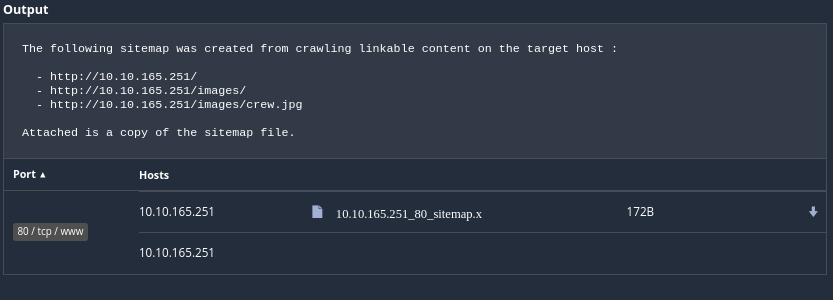 Output
The following sitemap was created from crawling linkable content on the target host :
- http://10.10.165.251/
- http://10.10.165.251/images/
- http://10.10.165.251/images/crew.jpg
Attached is a copy of the sitemap file.
Port ▲ Hosts
80 / tcp / www
10.10.165.251 10.10.165.251_80_sitemap.x 172B
10.10.165.251